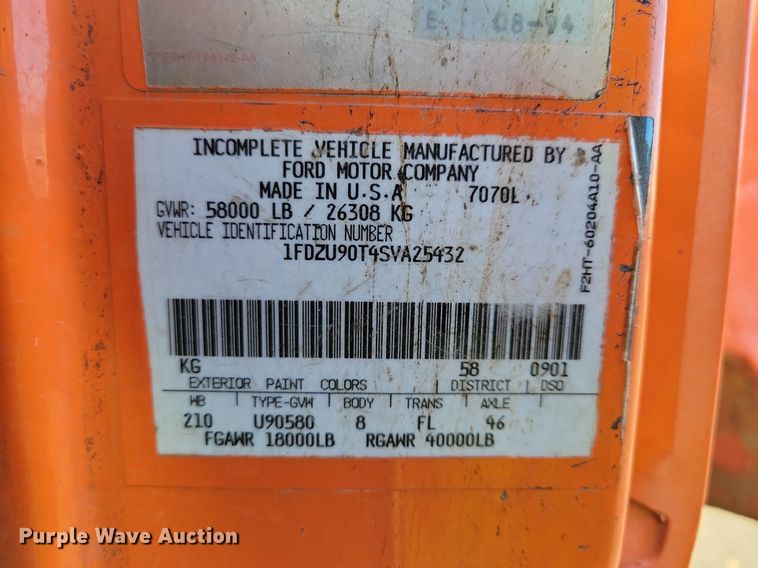 E 08-94
INCOMPLETE VEHICLE MANUFACTURED BY
FORD MOTOR COMPANY
MADE IN U.S.A 7070L
GVWR: 58000 LB / 26308 KG
VEHICLE IDENTIFICATION NUMBER
1FDZU90T4SVA25432
F2HT-60204A10-AA
KG 58 0901
EXTERIOR PAINT COLORS DISTRICT DSO
WB TYPE-GVW BODY TRANS AXLE
210 U90580 8 FL 46
FGAWR 18000LB RGAWR 40000LB
Purple Wave Auction